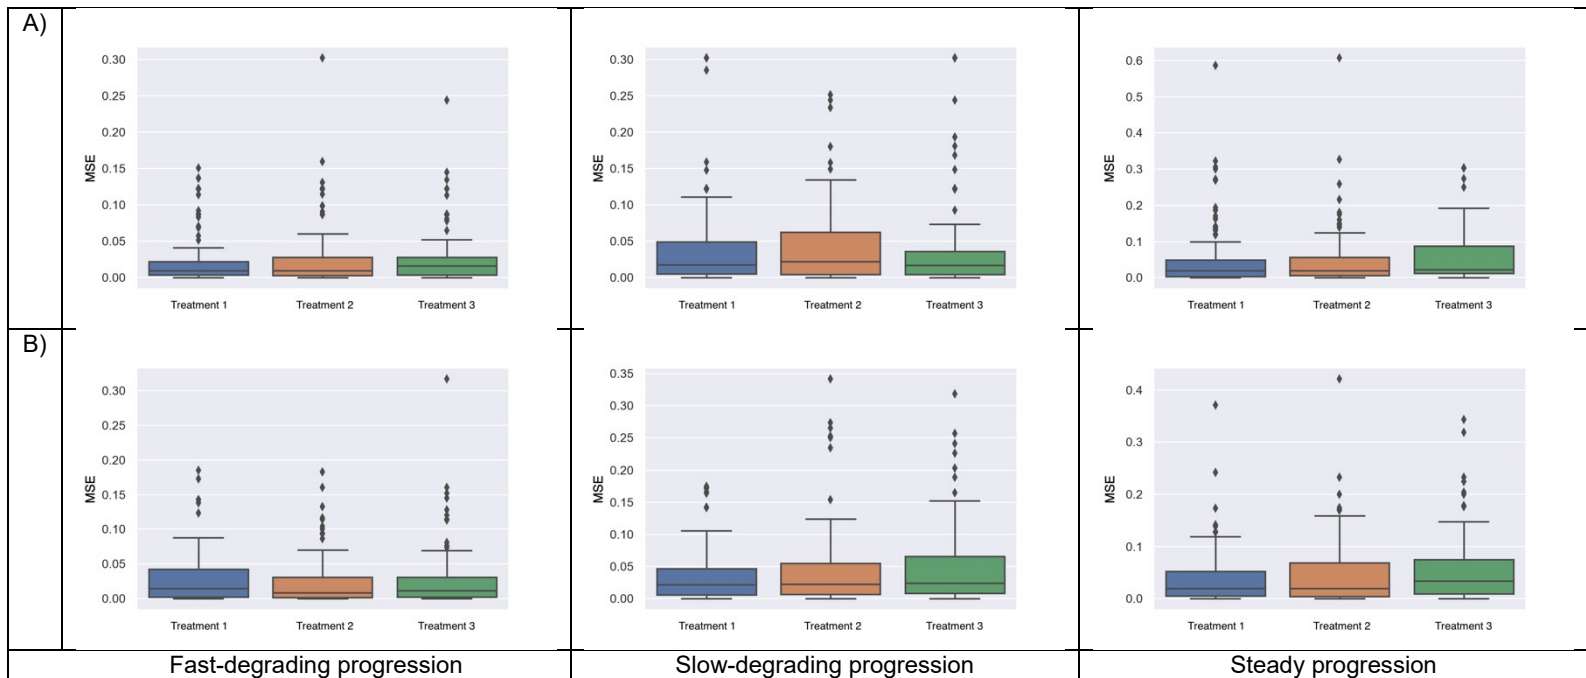 A)
0.30
0.25
0.20
0.15
0.10
0.05
0.00
MSE
Treatment 1 Treatment 2 Treatment 3
0.30
0.25
0.20
0.15
0.10
0.05
0.00
MSE
Treatment 1 Treatment 2 Treatment 3
0.6
0.5
0.4
0.3
0.2
0.1
0.0
MSE
Treatment 1 Treatment 2 Treatment 3
B)
0.30
0.25
0.20
0.15
0.10
0.05
0.00
MSE
Treatment 1 Treatment 2 Treatment 3
0.35
0.30
0.25
0.20
0.15
0.10
0.05
0.00
MSE
Treatment 1 Treatment 2 Treatment 3
0.4
0.3
0.2
0.1
0.0
MSE
Treatment 1 Treatment 2 Treatment 3
Fast-degrading progression
Slow-degrading progression
Steady progression